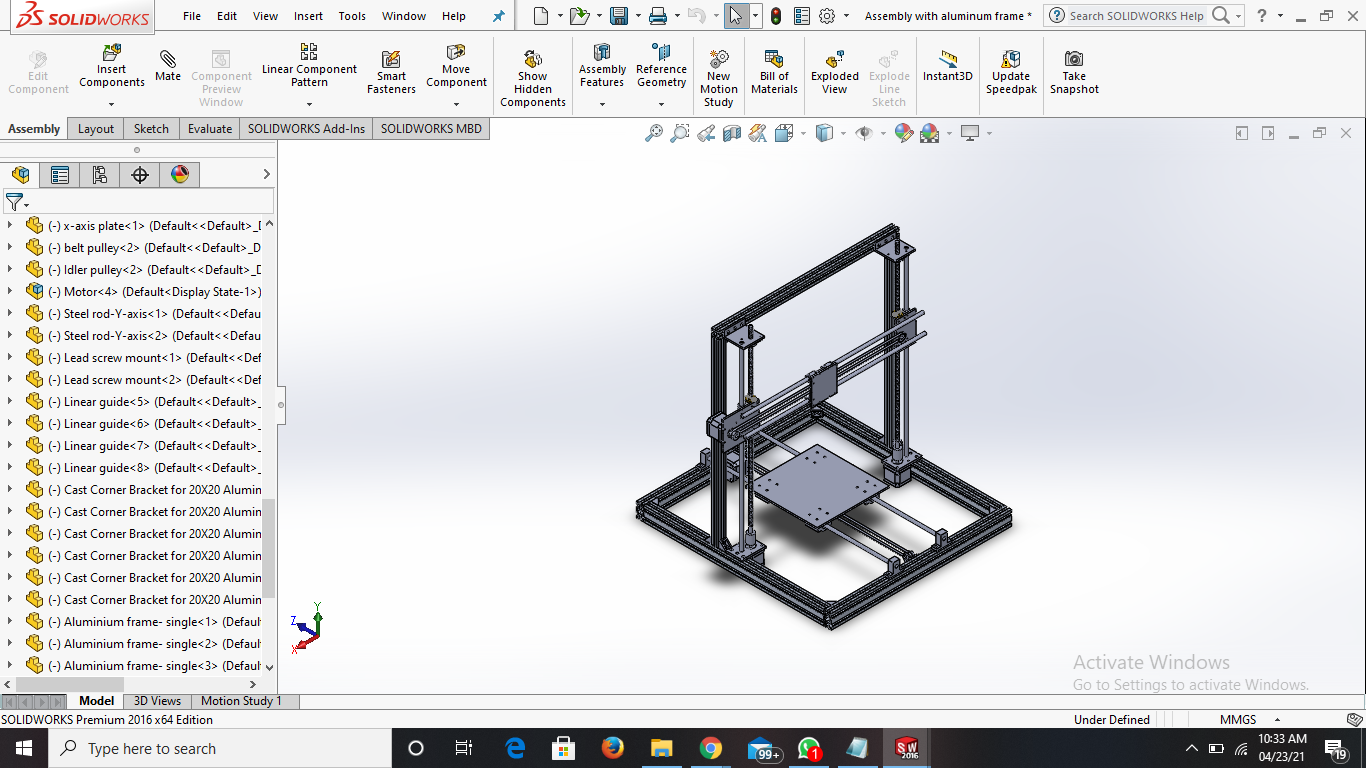 SOLIDWORKS File Edit View Insert Tools Window Help Assembly with aluminum frame * Search SOLIDWORKS Help ?
Edit Component
Insert Components
Mate
Component Preview Window
Linear Component Pattern
Smart Fasteners
Move Component
Show Hidden Components
Assembly Features
Reference Geometry
New Motion Study
Bill of Materials
Exploded View
Explode Line Sketch
Instant3D
Update Speedpak
Take Snapshot
Assembly Layout Sketch Evaluate SOLIDWORKS Add-Ins SOLIDWORKS MBD
(-) x-axis plate<1> (Default<<Default>_D
(-) belt pulley<2> (Default<<Default>_D
(-) Idler pulley<2> (Default<<Default>_D
(-) Motor<4> (Default<Display State-1>)
(-) Steel rod-Y-axis<1> (Default<<Defau
(-) Steel rod-Y-axis<2> (Default<<Defau
(-) Lead screw mount<1> (Default<<Def
(-) Lead screw mount<2> (Default<<Def
(-) Linear guide<5> (Default<<Default>_
(-) Linear guide<6> (Default<<Default>_
(-) Linear guide<7> (Default<<Default>_
(-) Linear guide<8> (Default<<Default>_
(-) Cast Corner Bracket for 20X20 Alumin
(-) Cast Corner Bracket for 20X20 Alumin
(-) Cast Corner Bracket for 20X20 Alumin
(-) Cast Corner Bracket for 20X20 Alumin
(-) Cast Corner Bracket for 20X20 Alumin
(-) Cast Corner Bracket for 20X20 Alumin
(-) Aluminium frame- single<1> (Defaul
(-) Aluminium frame- single<2> (Defaul
(-) Aluminium frame- single<3> (Defaul
Y
Z
X
Activate Windows
Go to Settings to activate Windows.
Model 3D Views Motion Study 1
SOLIDWORKS Premium 2016 x64 Edition Under Defined MMGS
Type here to search 99+ 1 SW 2016 10:33 AM 19
04/23/21